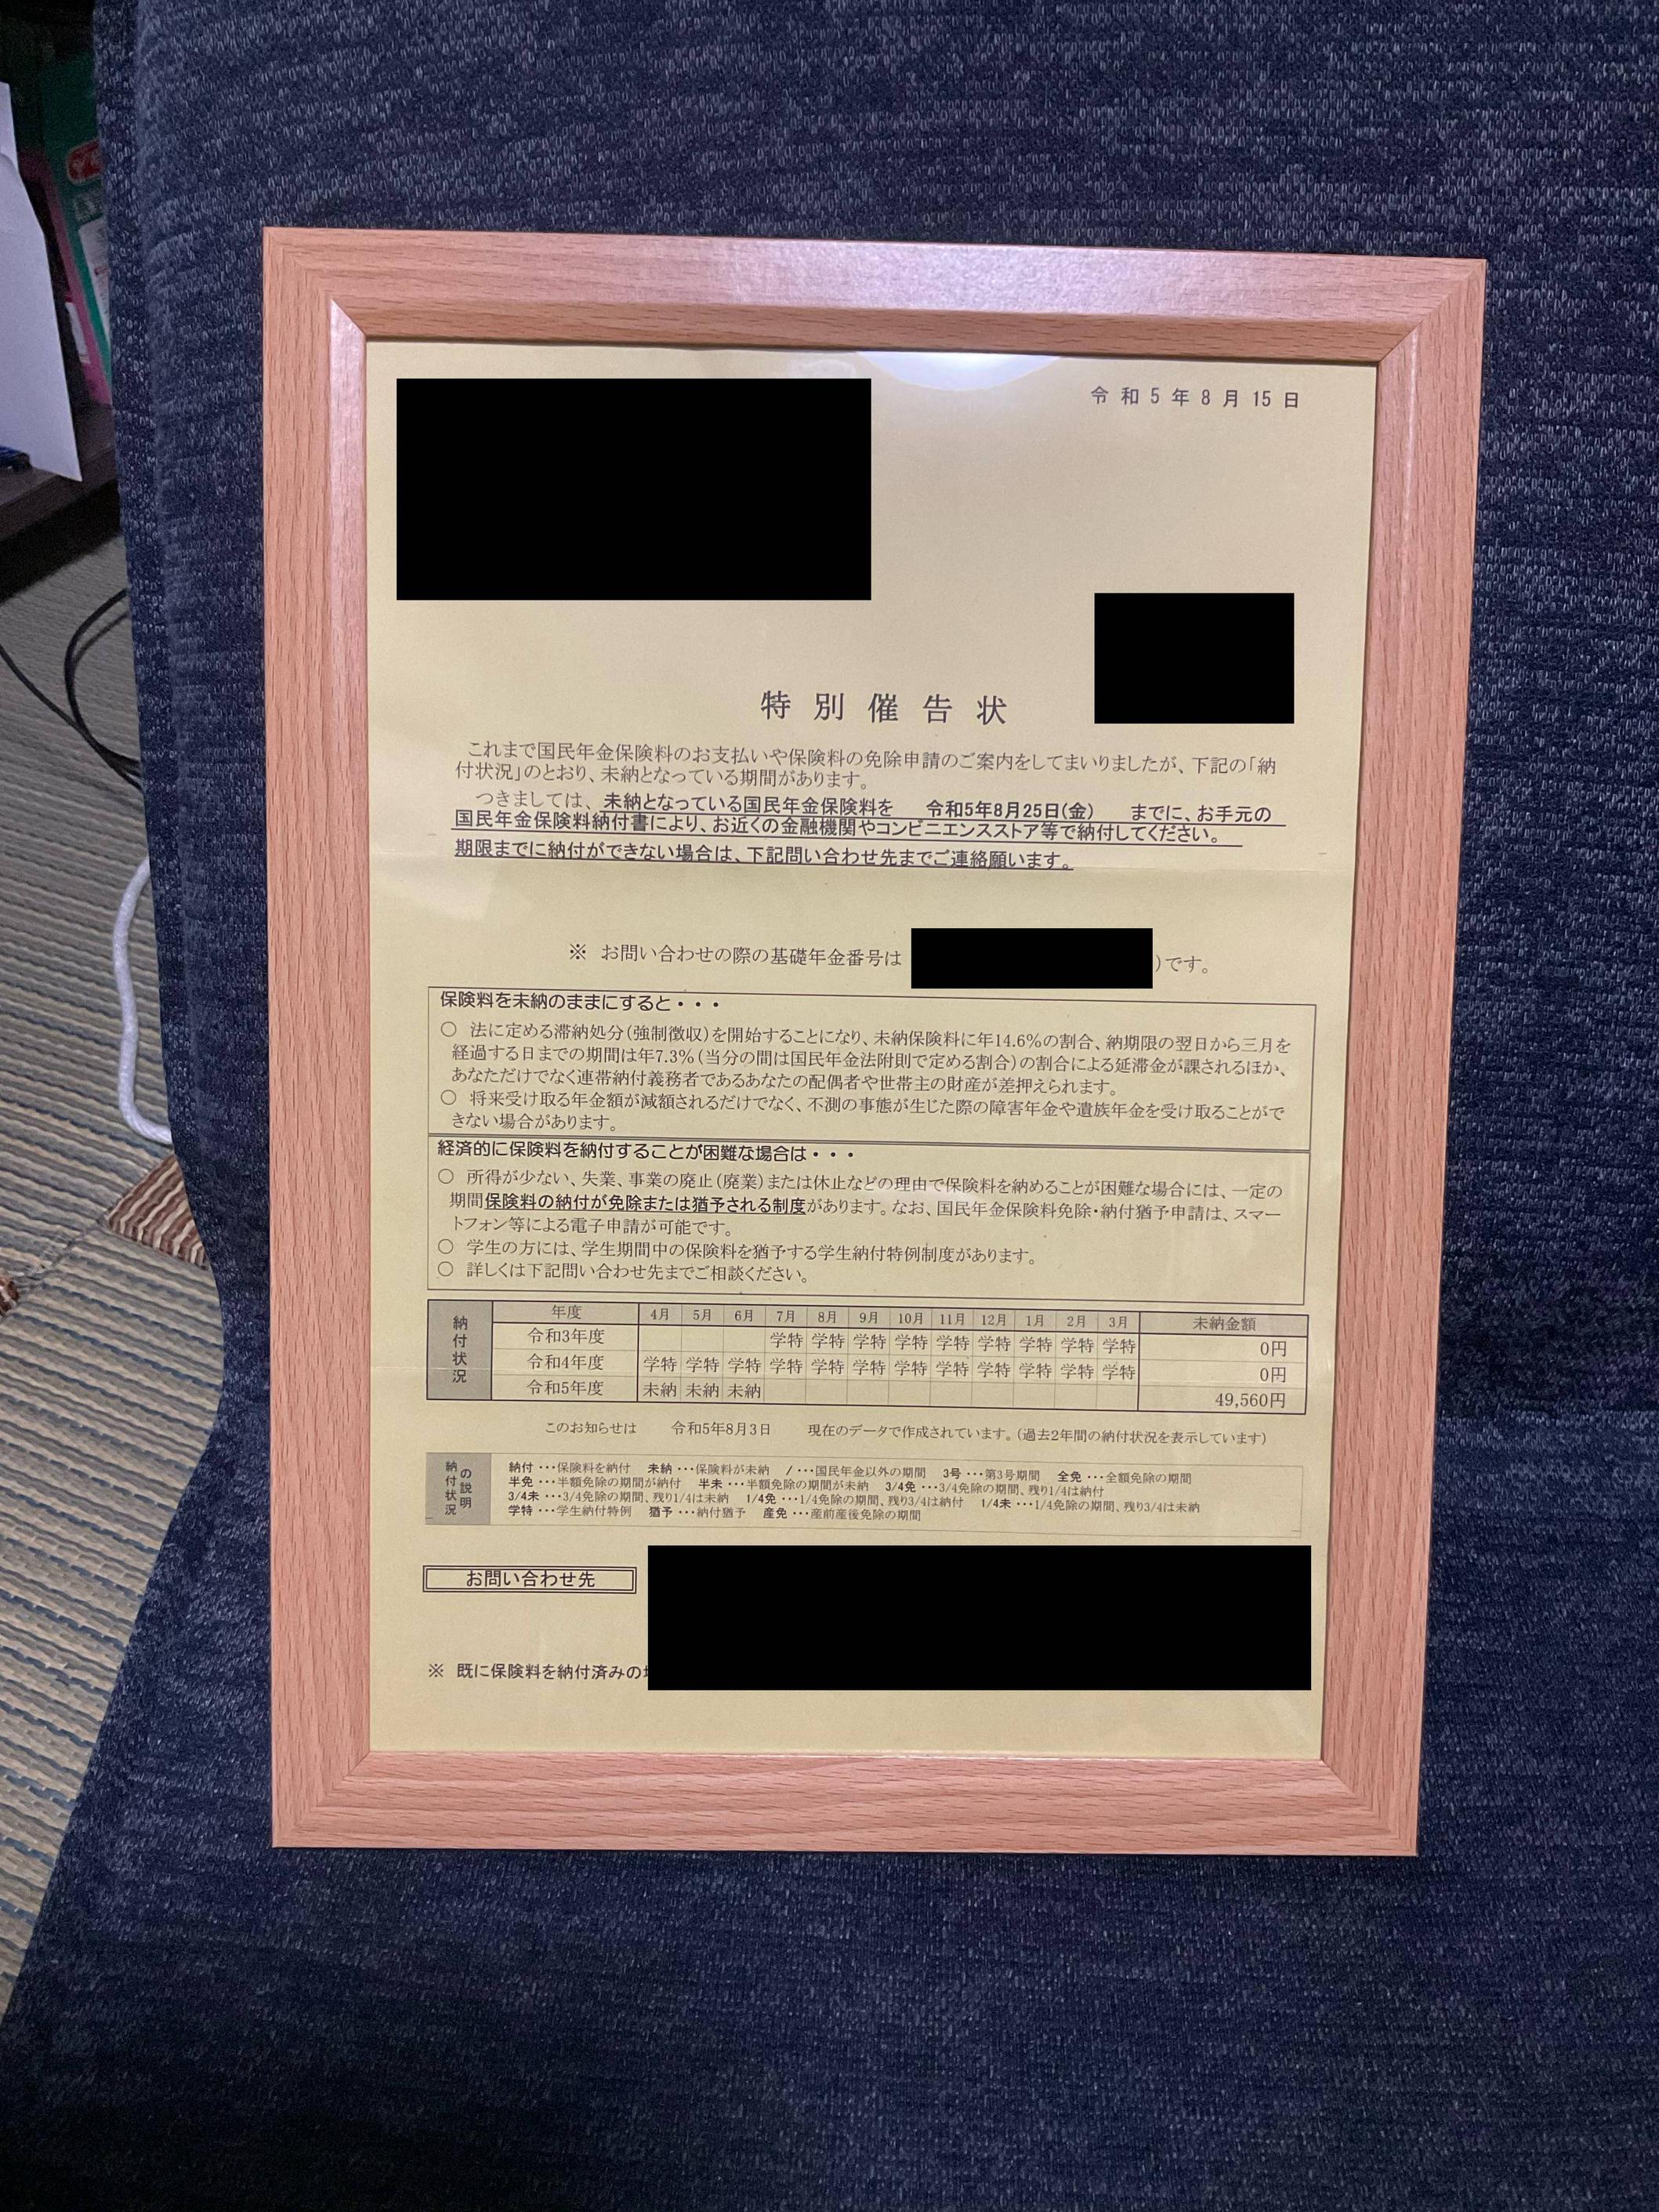 令和5年8月15日
特別催告状
これまで国民年金保険料のお支払いや保険料の免除申請のご案内をしてまいりましたが、下記の「納
付状況」のとおり、未納となっている期間があります。
つきましては、未納となっている国民年金保険料を 令和5年8月25日(金) までに、お手元の
国民年金保険料納付書により、お近くの金融機関やコンビニエンスストア等で納付してください。
期限までに納付ができない場合は、下記問い合わせ先までご連絡願います。
※ お問い合わせの際の基礎年金番号は )です。
保険料を未納のままにすると・・・
○ 法に定める滞納処分(強制徴収)を開始することになり、未納保険料に年14.6%の割合、納期限の翌日から三月を
経過する日までの期間は年7.3%(当分の間は国民年金法附則で定める割合)の割合による延滞金が課されるほか、
あなただけでなく連帯納付義務者であるあなたの配偶者や世帯主の財産が差押えられます。
○ 将来受け取る年金額が減額されるだけでなく、不測の事態が生じた際の障害年金や遺族年金を受け取ることがで
きない場合があります。
経済的に保険料を納付することが困難な場合は・・・
○ 所得が少ない、失業、事業の廃止(廃業)または休止などの理由で保険料を納めることが困難な場合には、一定の
期間保険料の納付が免除または猶予される制度があります。なお、国民年金保険料免除・納付猶予申請は、スマー
トフォン等による電子申請が可能です。
○ 学生の方には、学生期間中の保険料を猶予する学生納付特例制度があります。
○ 詳しくは下記問い合わせ先までご相談ください。
納付状況
年度 4月 5月 6月 7月 8月 9月 10月 11月 12月 1月 2月 3月 未納金額
令和3年度 学特 学特 学特 学特 学特 学特 学特 学特 学特 0円
令和4年度 学特 学特 学特 学特 学特 学特 学特 学特 学特 学特 学特 学特 0円
令和5年度 未納 未納 未納 49,560円
このお知らせは 令和5年8月3日 現在のデータで作成されています。(過去2年間の納付状況を表示しています)
納付状況の説明
納付・・・保険料を納付 未納・・・保険料が未納 /・・・国民年金以外の期間 3号・・・第3号期間 全免・・・全額免除の期間
半免・・・半額免除の期間が納付 半未・・・半額免除の期間が未納 3/4免・・・3/4免除の期間、残り1/4は納付
3/4未・・・3/4免除の期間、残り1/4は未納 1/4免・・・1/4免除の期間、残り3/4は納付 1/4未・・・1/4免除の期間、残り3/4は未納
学特・・・学生納付特例 猶予・・・納付猶予 産免・・・産前産後免除の期間
お問い合わせ先
※ 既に保険料を納付済みの